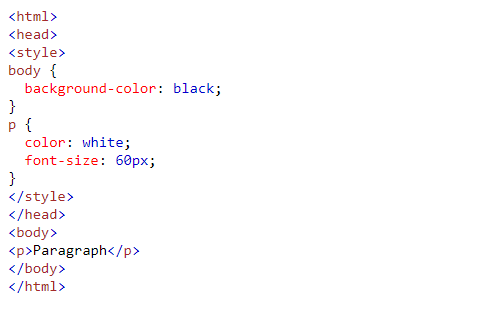 <html>
<head>
<style>
body {
  background-color: black;
}
p {
  color: white;
  font-size: 60px;
}
</style>
</head>
<body>
<p>Paragraph</p>
</body>
</html>